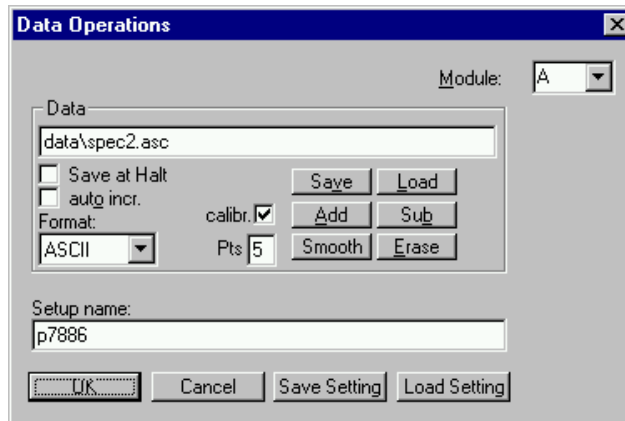 Data Operations
Module: A
Data
data\spec2.asc
Save at Halt
auto incr.
Save Load
Format: calibr. Add Sub
ASCII Pts 5 Smooth Erase
Setup name:
p7886
OK Cancel Save Setting Load Setting